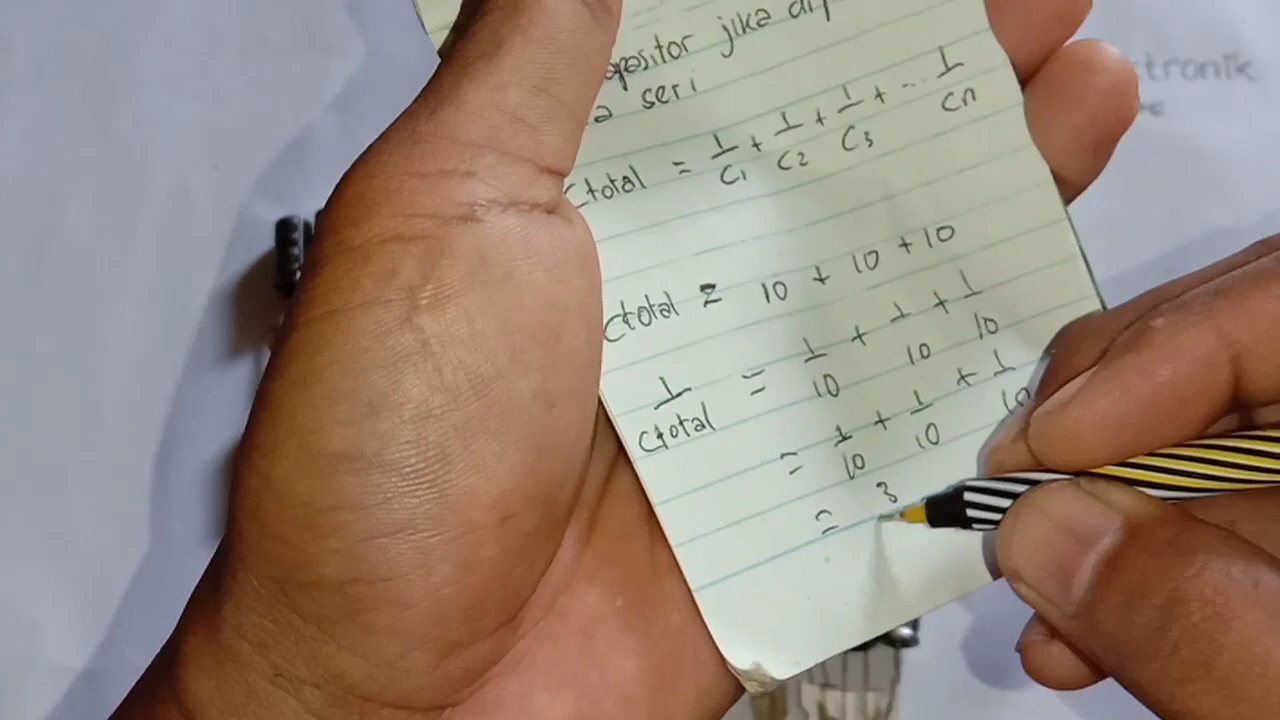 apasitor jika di
a seri
Ctotal = 1/C1 + 1/C2 + 1/C3 + ... 1/Cn
Ctotal = 10 + 10 + 10
1/Ctotal = 1/10 + 1/10 + 1/10
= 1/10 + 1/10 + 1/10
= 3
tronik